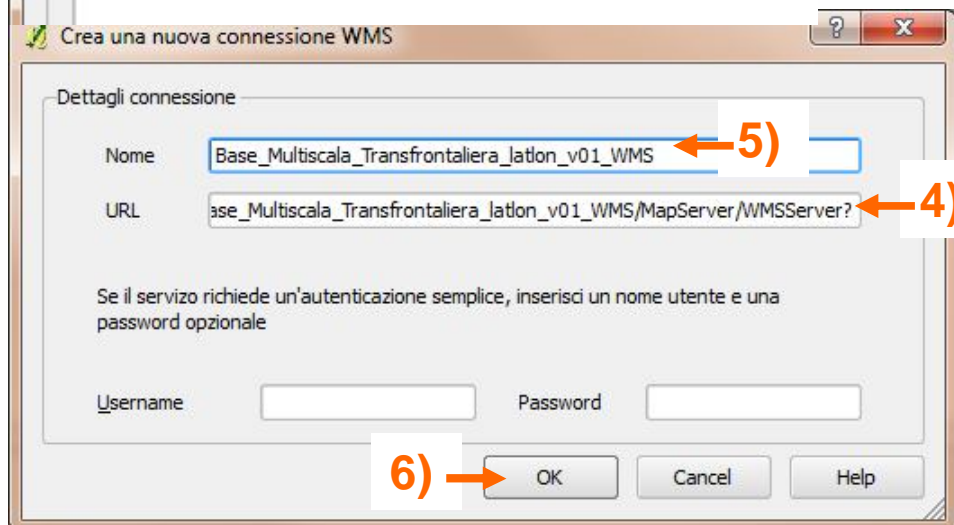 Crea una nuova connessione WMS
Dettagli connessione
Nome Base_Multiscala_Transfrontaliera_latlon_v01_WMS 5)
URL ase_Multiscala_Transfrontaliera_latlon_v01_WMS/MapServer/WMSServer? 4)
Se il servizo richiede un'autenticazione semplice, inserisci un nome utente e una
password opzionale
Username Password
6) OK Cancel Help